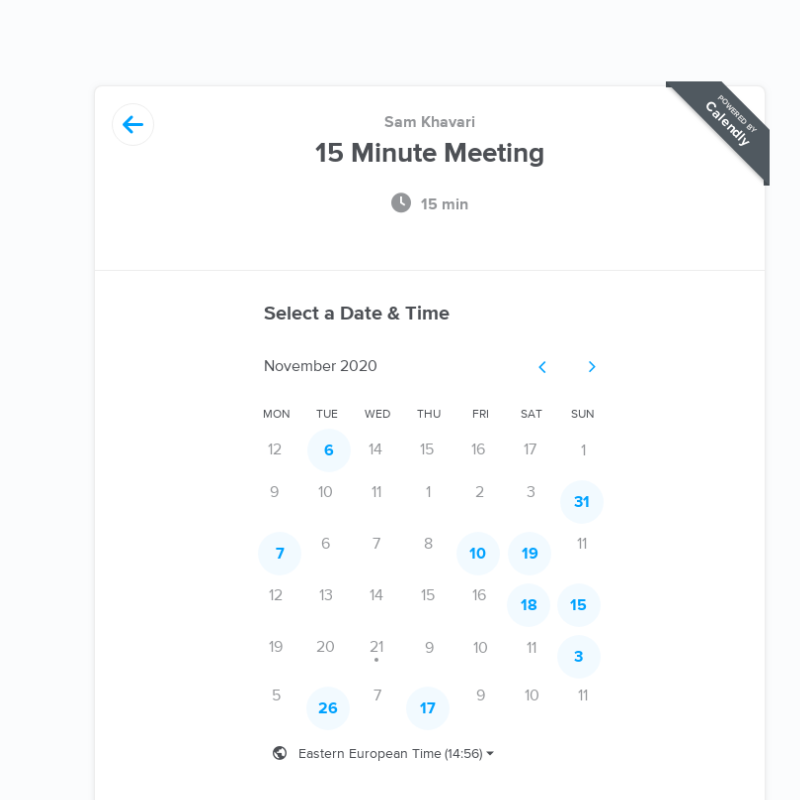 POWERED BY
Calendly
Sam Khavari
15 Minute Meeting
15 min
Select a Date & Time
November 2020
MON TUE WED THU FRI SAT SUN
12 6 14 15 16 17 1
9 10 11 1 2 3 31
7 6 7 8 10 19 11
12 13 14 15 16 18 15
19 20 21 9 10 11 3
5 26 7 17 9 10 11
Eastern European Time (14:56)